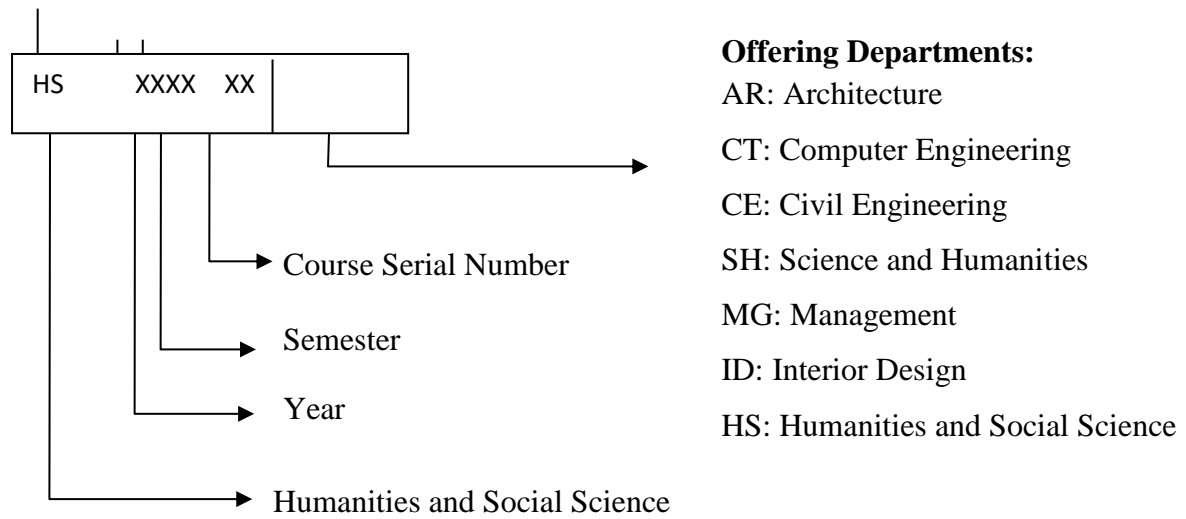 HS XXXX XX
Course Serial Number
Semester
Year
Humanities and Social Science
Offering Departments:
AR: Architecture
CT: Computer Engineering
CE: Civil Engineering
SH: Science and Humanities
MG: Management
ID: Interior Design
HS: Humanities and Social Science